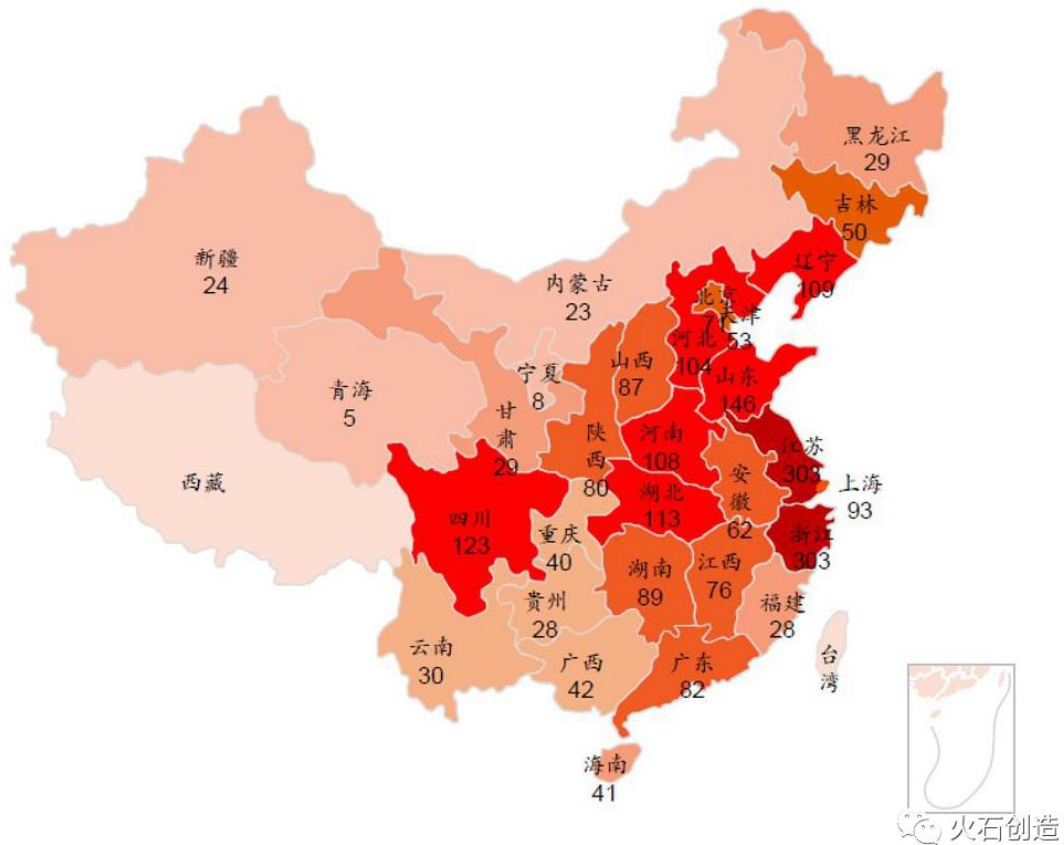 黑龙江
29
吉林
50
辽宁
109
新疆
24
内蒙古
23
北京
71
天津
53
河北
104
山西
87
山东
146
宁夏
8
青海
5
甘
肃
29
陕
西
80
河南
108
江苏
303
安
徽
62
上海
93
西藏
四川
123
湖北
113
重庆
40
浙江
303
湖南
89
江西
76
贵州
28
福建
28
云南
30
广西
42
广东
82
台
湾
海南
41
火石创造